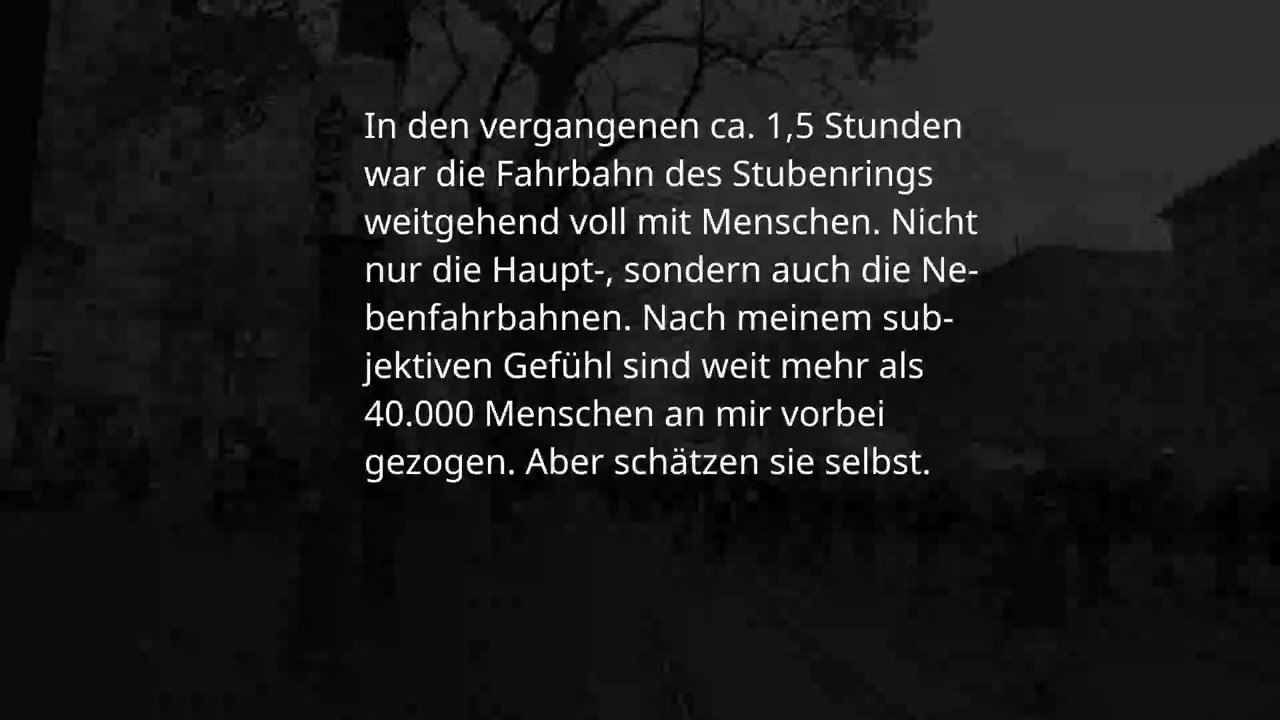 In den vergangenen ca. 1,5 Stunden
war die Fahrbahn des Stubenrings
weitgehend voll mit Menschen. Nicht
nur die Haupt-, sondern auch die Ne-
benfahrbahnen. Nach meinem sub-
jektiven Gefühl sind weit mehr als
40.000 Menschen an mir vorbei
gezogen. Aber schätzen sie selbst.